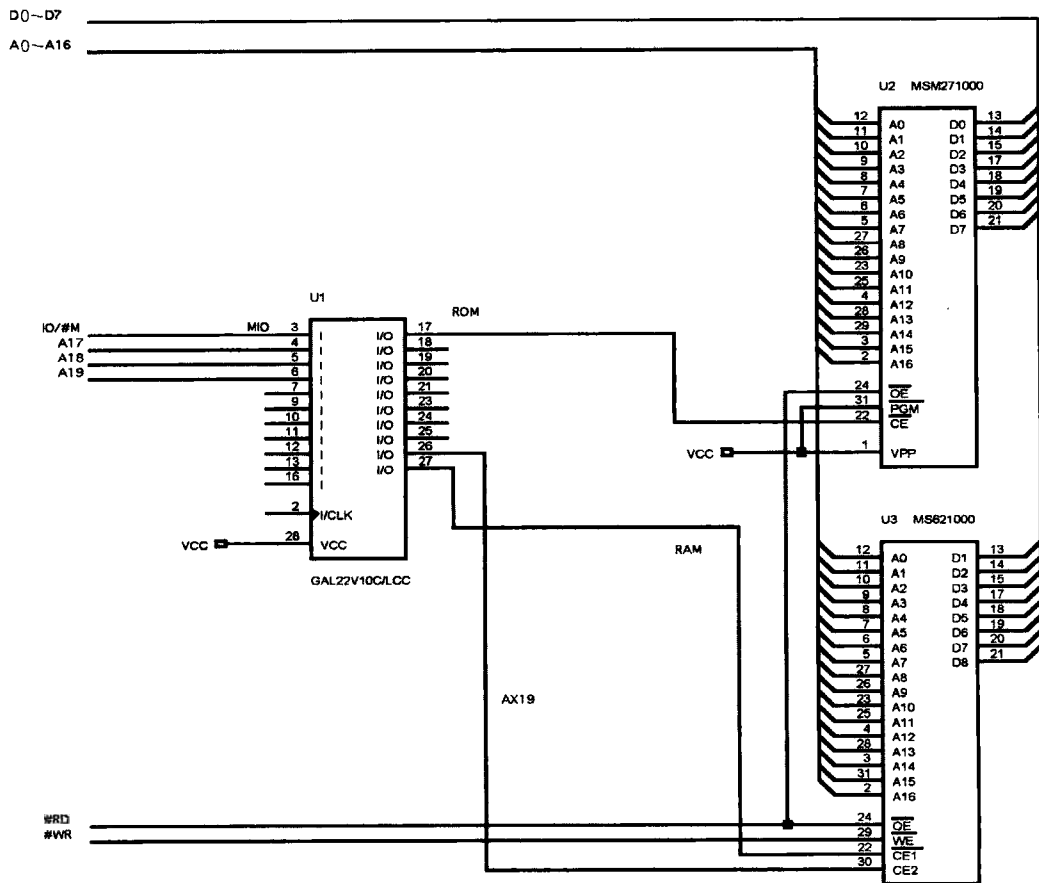 D0~D7
A0~A16
U2 MSM271000
12 A0 D0 13
11 A1 D1 14
10 A2 D2 15
9 A3 D3 17
8 A4 D4 18
7 A5 D5 19
6 A6 D6 20
5 A7 D7 21
27 A8
26 A9
23 A10
25 A11
4 A12
28 A13
29 A14
3 A15
2 A16
24 OE
31 PGM
22 CE
VCC 1 VPP
U1
ROM
IO/#M MIO 3 I I/O 17
A17 4 I I/O 18
A18 5 I I/O 19
A19 6 I I/O 20
7 I I/O 21
9 I I/O 23
10 I I/O 24
11 I I/O 25
12 I I/O 26
13 I I/O 27
16 I
2 I/CLK
VCC 28 VCC
GAL22V10C/LCC
RAM
AX19
U3 MS621000
12 A0 D1 13
11 A1 D2 14
10 A2 D3 15
9 A3 D4 17
8 A4 D5 18
7 A5 D6 19
6 A6 D7 20
5 A7 D8 21
27 A8
26 A9
23 A10
25 A11
4 A12
28 A13
3 A14
31 A15
2 A16
#RD 24 OE
#WR 29 WE
22 CE1
30 CE2